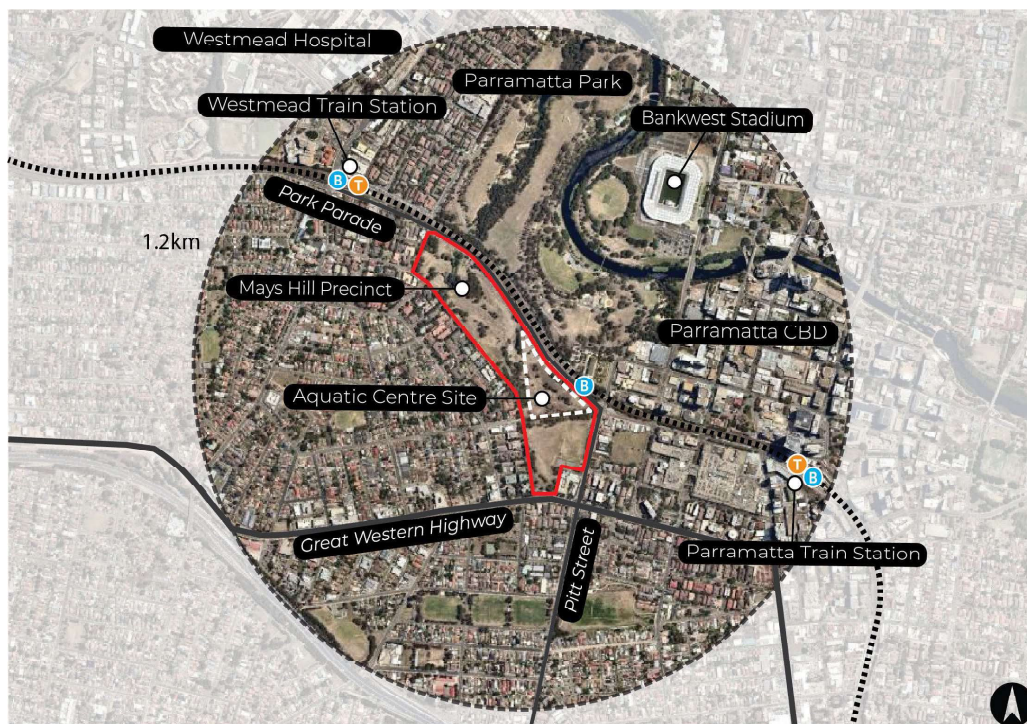 Westmead Hospital
Parramatta Park
Westmead Train Station
Bankwest Stadium
B
T
Park Parade
1.2km
Mays Hill Precinct
Parramatta CBD
B
Aquatic Centre Site
T
B
Great Western Highway
Pitt Street
Parramatta Train Station